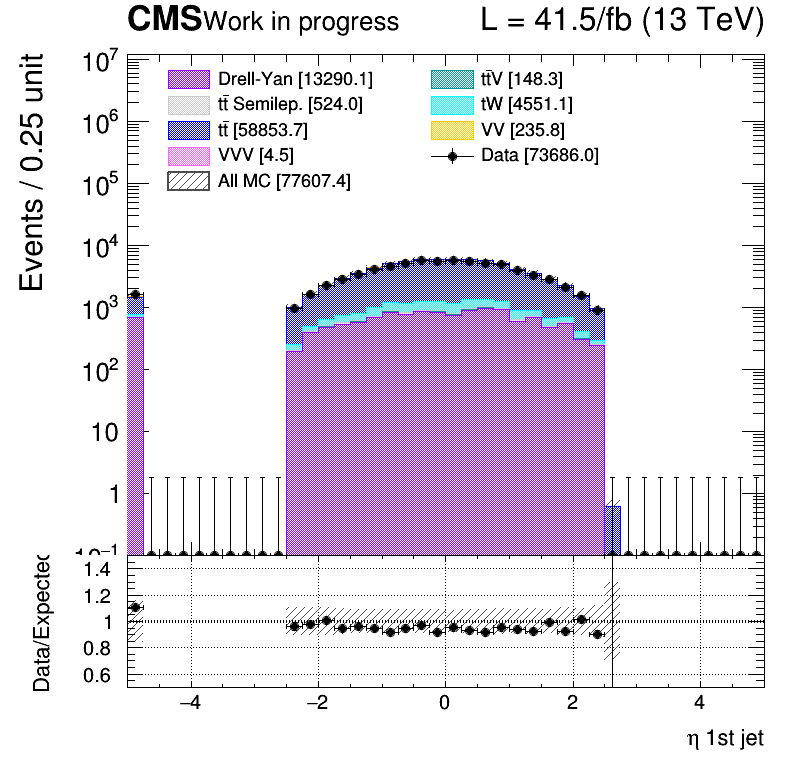 CMS Work in progress L = 41.5/fb (13 TeV)
Events / 0.25 unit
10⁷
10⁶
10⁵
10⁴
10³
10²
10
1
10⁻¹
Drell-Yan [13290.1]
tt̄ Semilep. [524.0]
tt̄ [58853.7]
VVV [4.5]
All MC [77607.4]
tt̄V [148.3]
tW [4551.1]
VV [235.8]
Data [73686.0]
Data/Expected
1.4
1.2
1
0.8
0.6
−4 −2 0 2 4
η 1st jet